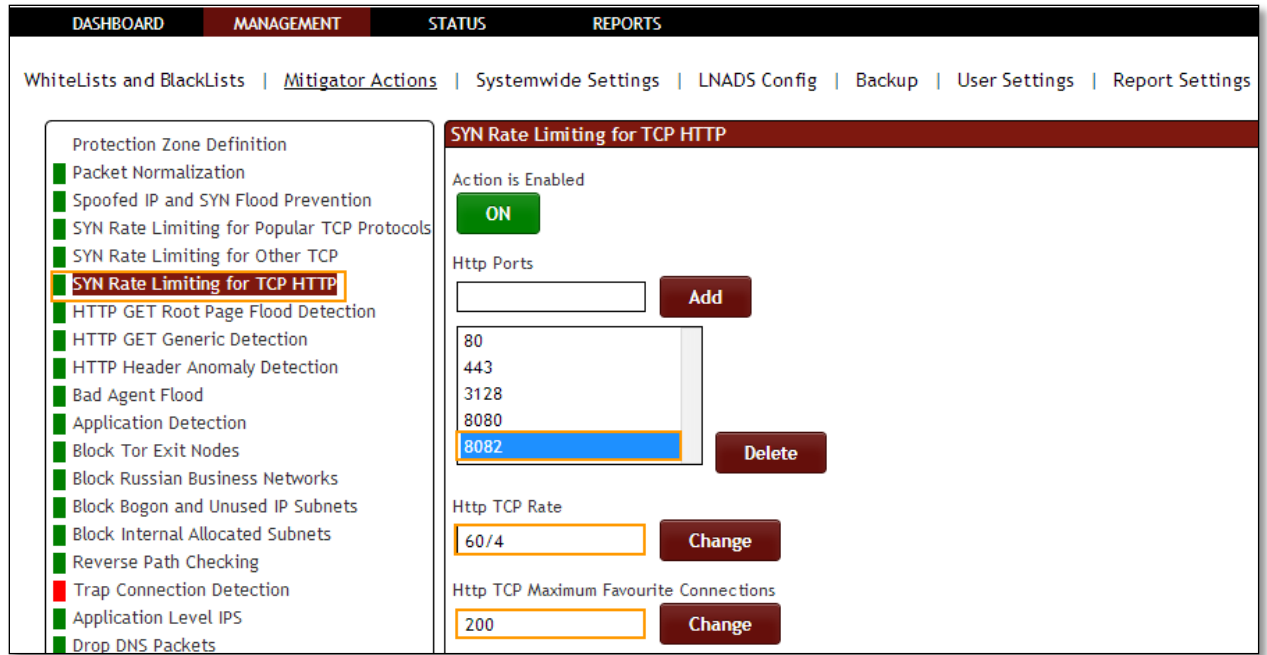 DASHBOARD MANAGEMENT STATUS REPORTS
WhiteLists and BlackLists | Mitigator Actions | Systemwide Settings | LNADS Config | Backup | User Settings | Report Settings
Protection Zone Definition
Packet Normalization
Spoofed IP and SYN Flood Prevention
SYN Rate Limiting for Popular TCP Protocols
SYN Rate Limiting for Other TCP
SYN Rate Limiting for TCP HTTP
HTTP GET Root Page Flood Detection
HTTP GET Generic Detection
HTTP Header Anomaly Detection
Bad Agent Flood
Application Detection
Block Tor Exit Nodes
Block Russian Business Networks
Block Bogon and Unused IP Subnets
Block Internal Allocated Subnets
Reverse Path Checking
Trap Connection Detection
Application Level IPS
Drop DNS Packets
SYN Rate Limiting for TCP HTTP
Action is Enabled
ON
Http Ports
Add
80
443
3128
8080
8082
Delete
Http TCP Rate
60/4 Change
Http TCP Maximum Favourite Connections
200 Change